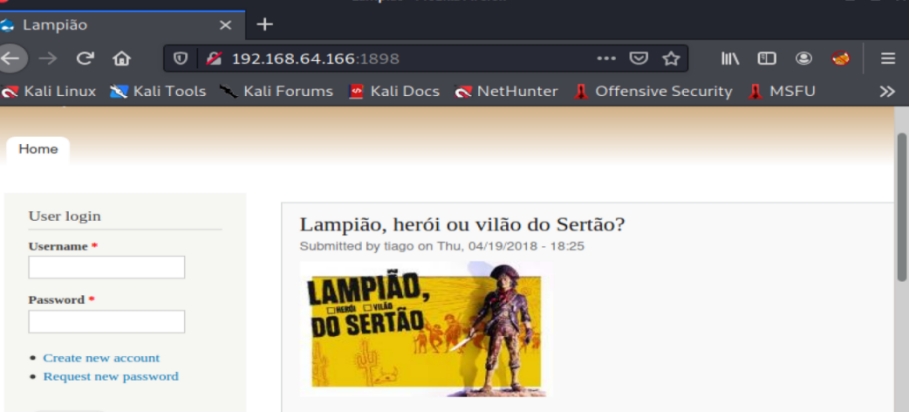 Lampião
192.168.64.166:1898
Kali Linux Kali Tools Kali Forums Kali Docs NetHunter Offensive Security MSFU
Home
User login
Username *
Password *
Create new account
Request new password
Lampião, herói ou vilão do Sertão?
Submitted by tiago on Thu, 04/19/2018 - 18:25
LAMPIÃO,
HERÓI VILÃO
DO SERTÃO